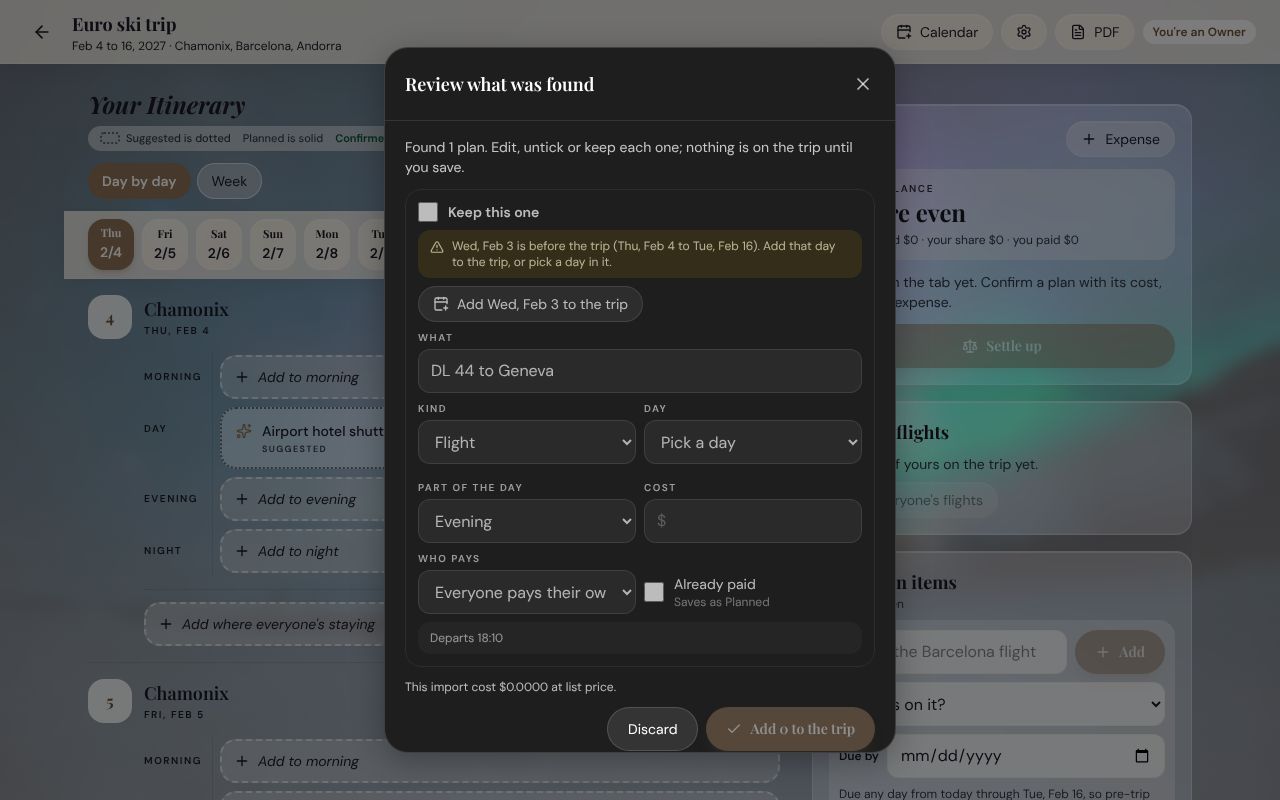 Euro ski trip
Feb 4 to 16, 2027 · Chamonix, Barcelona, Andorra
Calendar
PDF
You're an Owner
Your Itinerary
Suggested is dotted Planned is solid Confirme
Day by day
Week
Thu 2/4
Fri 2/5
Sat 2/6
Sun 2/7
Mon 2/8
Tu 2/
4
Chamonix
THU, FEB 4
MORNING
Add to morning
DAY
Airport hotel shutt
SUGGESTED
EVENING
Add to evening
NIGHT
Add to night
Add where everyone's staying
5
Chamonix
FRI, FEB 5
MORNING
Add to morning
Review what was found
Found 1 plan. Edit, untick or keep each one; nothing is on the trip until
you save.
Keep this one
Wed, Feb 3 is before the trip (Thu, Feb 4 to Tue, Feb 16). Add that day
to the trip, or pick a day in it.
Add Wed, Feb 3 to the trip
WHAT
DL 44 to Geneva
KIND
DAY
Flight
Pick a day
PART OF THE DAY
COST
Evening
$
WHO PAYS
Everyone pays their ow
Already paid
Saves as Planned
Departs 18:10
This import cost $0.0000 at list price.
Discard
Add 0 to the trip
Expense
LANCE
re even
d $0 · your share $0 · you paid $0
n the tab yet. Confirm a plan with its cost,
expense.
Settle up
flights
f yours on the trip yet.
ryone's flights
n items
en
the Barcelona flight
Add
s on it?
Due by
mm/dd/yyyy
Due any day from today through Tue, Feb 16, so pre-trip